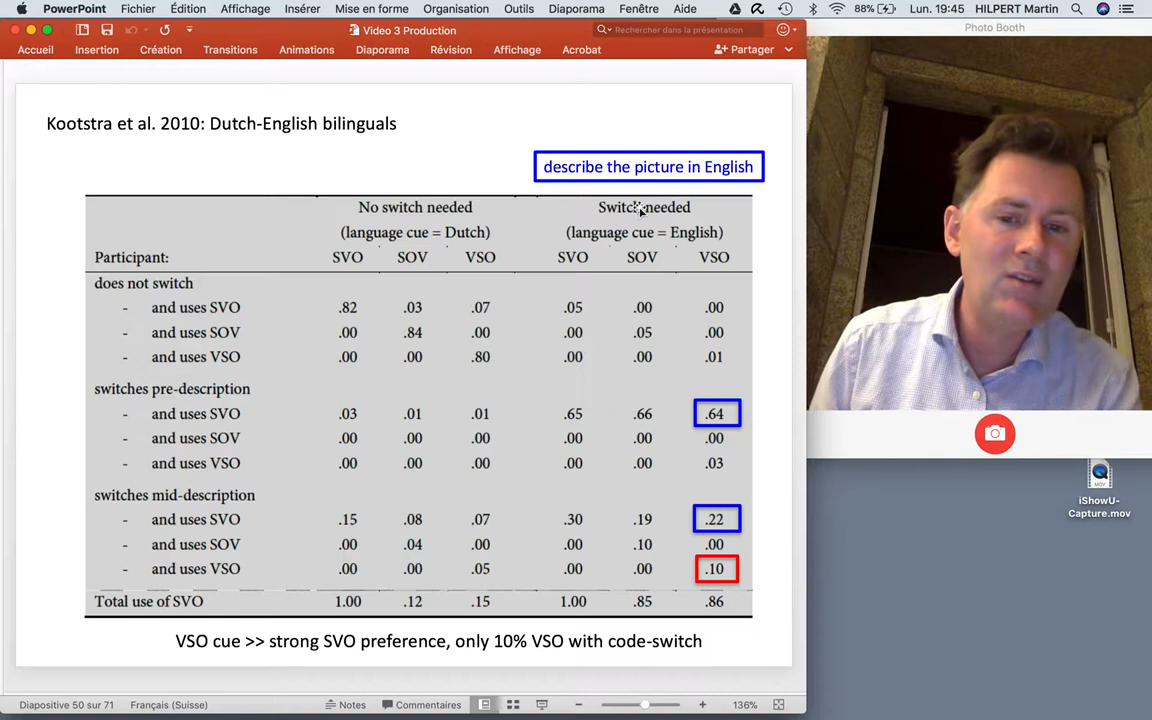 PowerPoint Fichier Édition Affichage Insérer Mise en forme Organisation Outils Diaporama Fenêtre Aide 88% Lun. 19:45 HILPERT Martin
Video 3 Production
Rechercher dans la présentation
Photo Booth
Accueil Insertion Création Transitions Animations Diaporama Révision Affichage Acrobat Partager
Kootstra et al. 2010: Dutch-English bilinguals
describe the picture in English
No switch needed Switch needed
(language cue = Dutch) (language cue = English)
Participant: SVO SOV VSO SVO SOV VSO
does not switch
- and uses SVO .82 .03 .07 .05 .00 .00
- and uses SOV .00 .84 .00 .00 .05 .00
- and uses VSO .00 .00 .80 .00 .00 .01
switches pre-description
- and uses SVO .03 .01 .01 .65 .66 .64
- and uses SOV .00 .00 .00 .00 .00 .00
- and uses VSO .00 .00 .00 .00 .00 .03
switches mid-description
- and uses SVO .15 .08 .07 .30 .19 .22
- and uses SOV .00 .04 .00 .00 .10 .00
- and uses VSO .00 .00 .05 .00 .00 .10
Total use of SVO 1.00 .12 .15 1.00 .85 .86
VSO cue >> strong SVO preference, only 10% VSO with code-switch
MOV
iShowU-
Capture.mov
Diapositive 50 sur 71 Français (Suisse) Notes Commentaires 136%